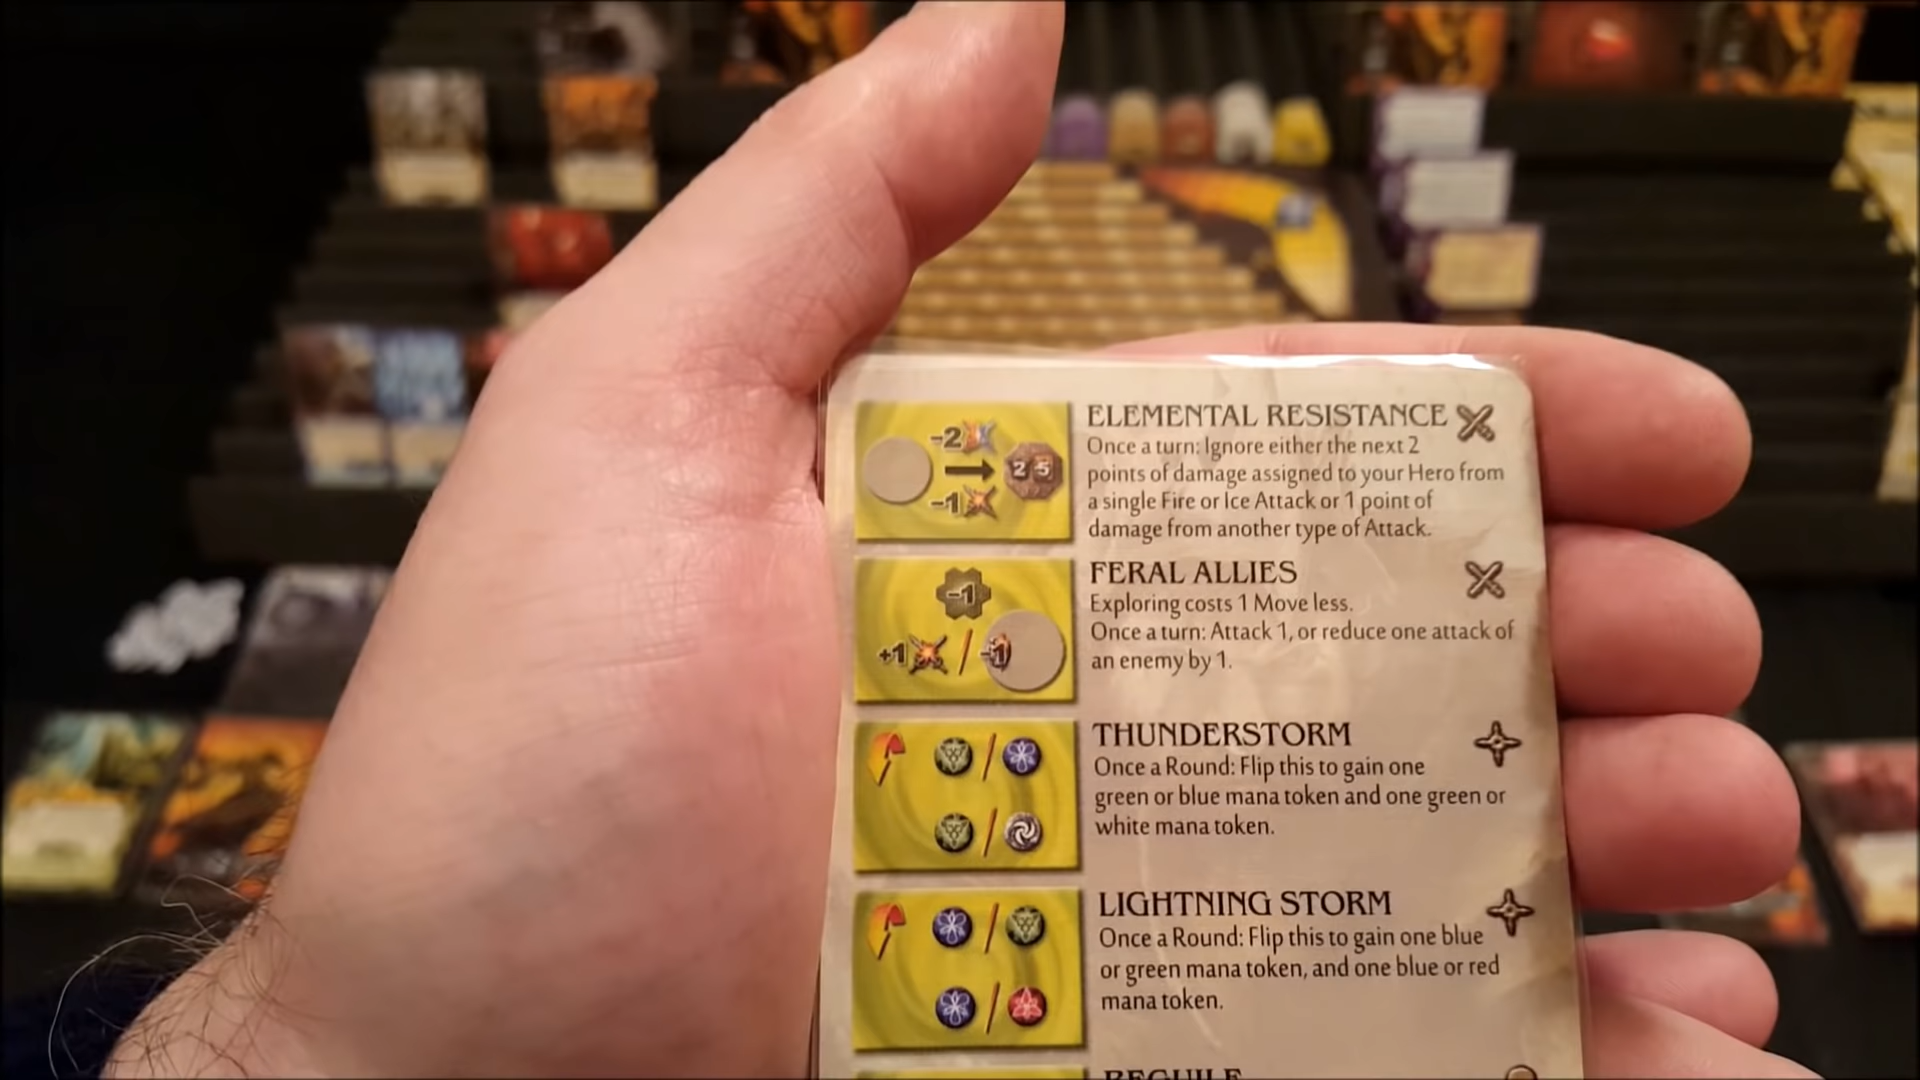 -2
2 5
-1
ELEMENTAL RESISTANCE
Once a turn: Ignore either the next 2
points of damage assigned to your Hero from
a single Fire or Ice Attack or 1 point of
damage from another type of Attack.
-1
+1 / -1
FERAL ALLIES
Exploring costs 1 Move less.
Once a turn: Attack 1, or reduce one attack of
an enemy by 1.
/
/
THUNDERSTORM
Once a Round: Flip this to gain one
green or blue mana token and one green or
white mana token.
/
/
LIGHTNING STORM
Once a Round: Flip this to gain one blue
or green mana token, and one blue or red
mana token.
BEGUILE